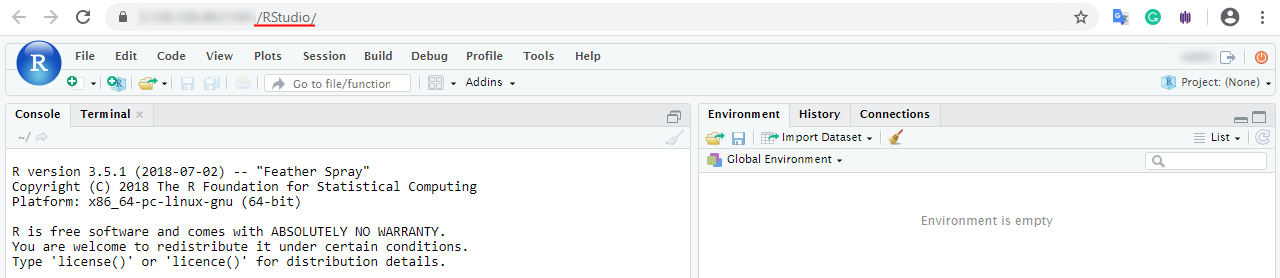 /RStudio/
R
File Edit Code View Plots Session Build Debug Profile Tools Help
Go to file/function Addins Project: (None)
Console Terminal
~/
R version 3.5.1 (2018-07-02) -- "Feather Spray"
Copyright (C) 2018 The R Foundation for Statistical Computing
Platform: x86_64-pc-linux-gnu (64-bit)
R is free software and comes with ABSOLUTELY NO WARRANTY.
You are welcome to redistribute it under certain conditions.
Type 'license()' or 'licence()' for distribution details.
Environment History Connections
Import Dataset List
Global Environment
Environment is empty